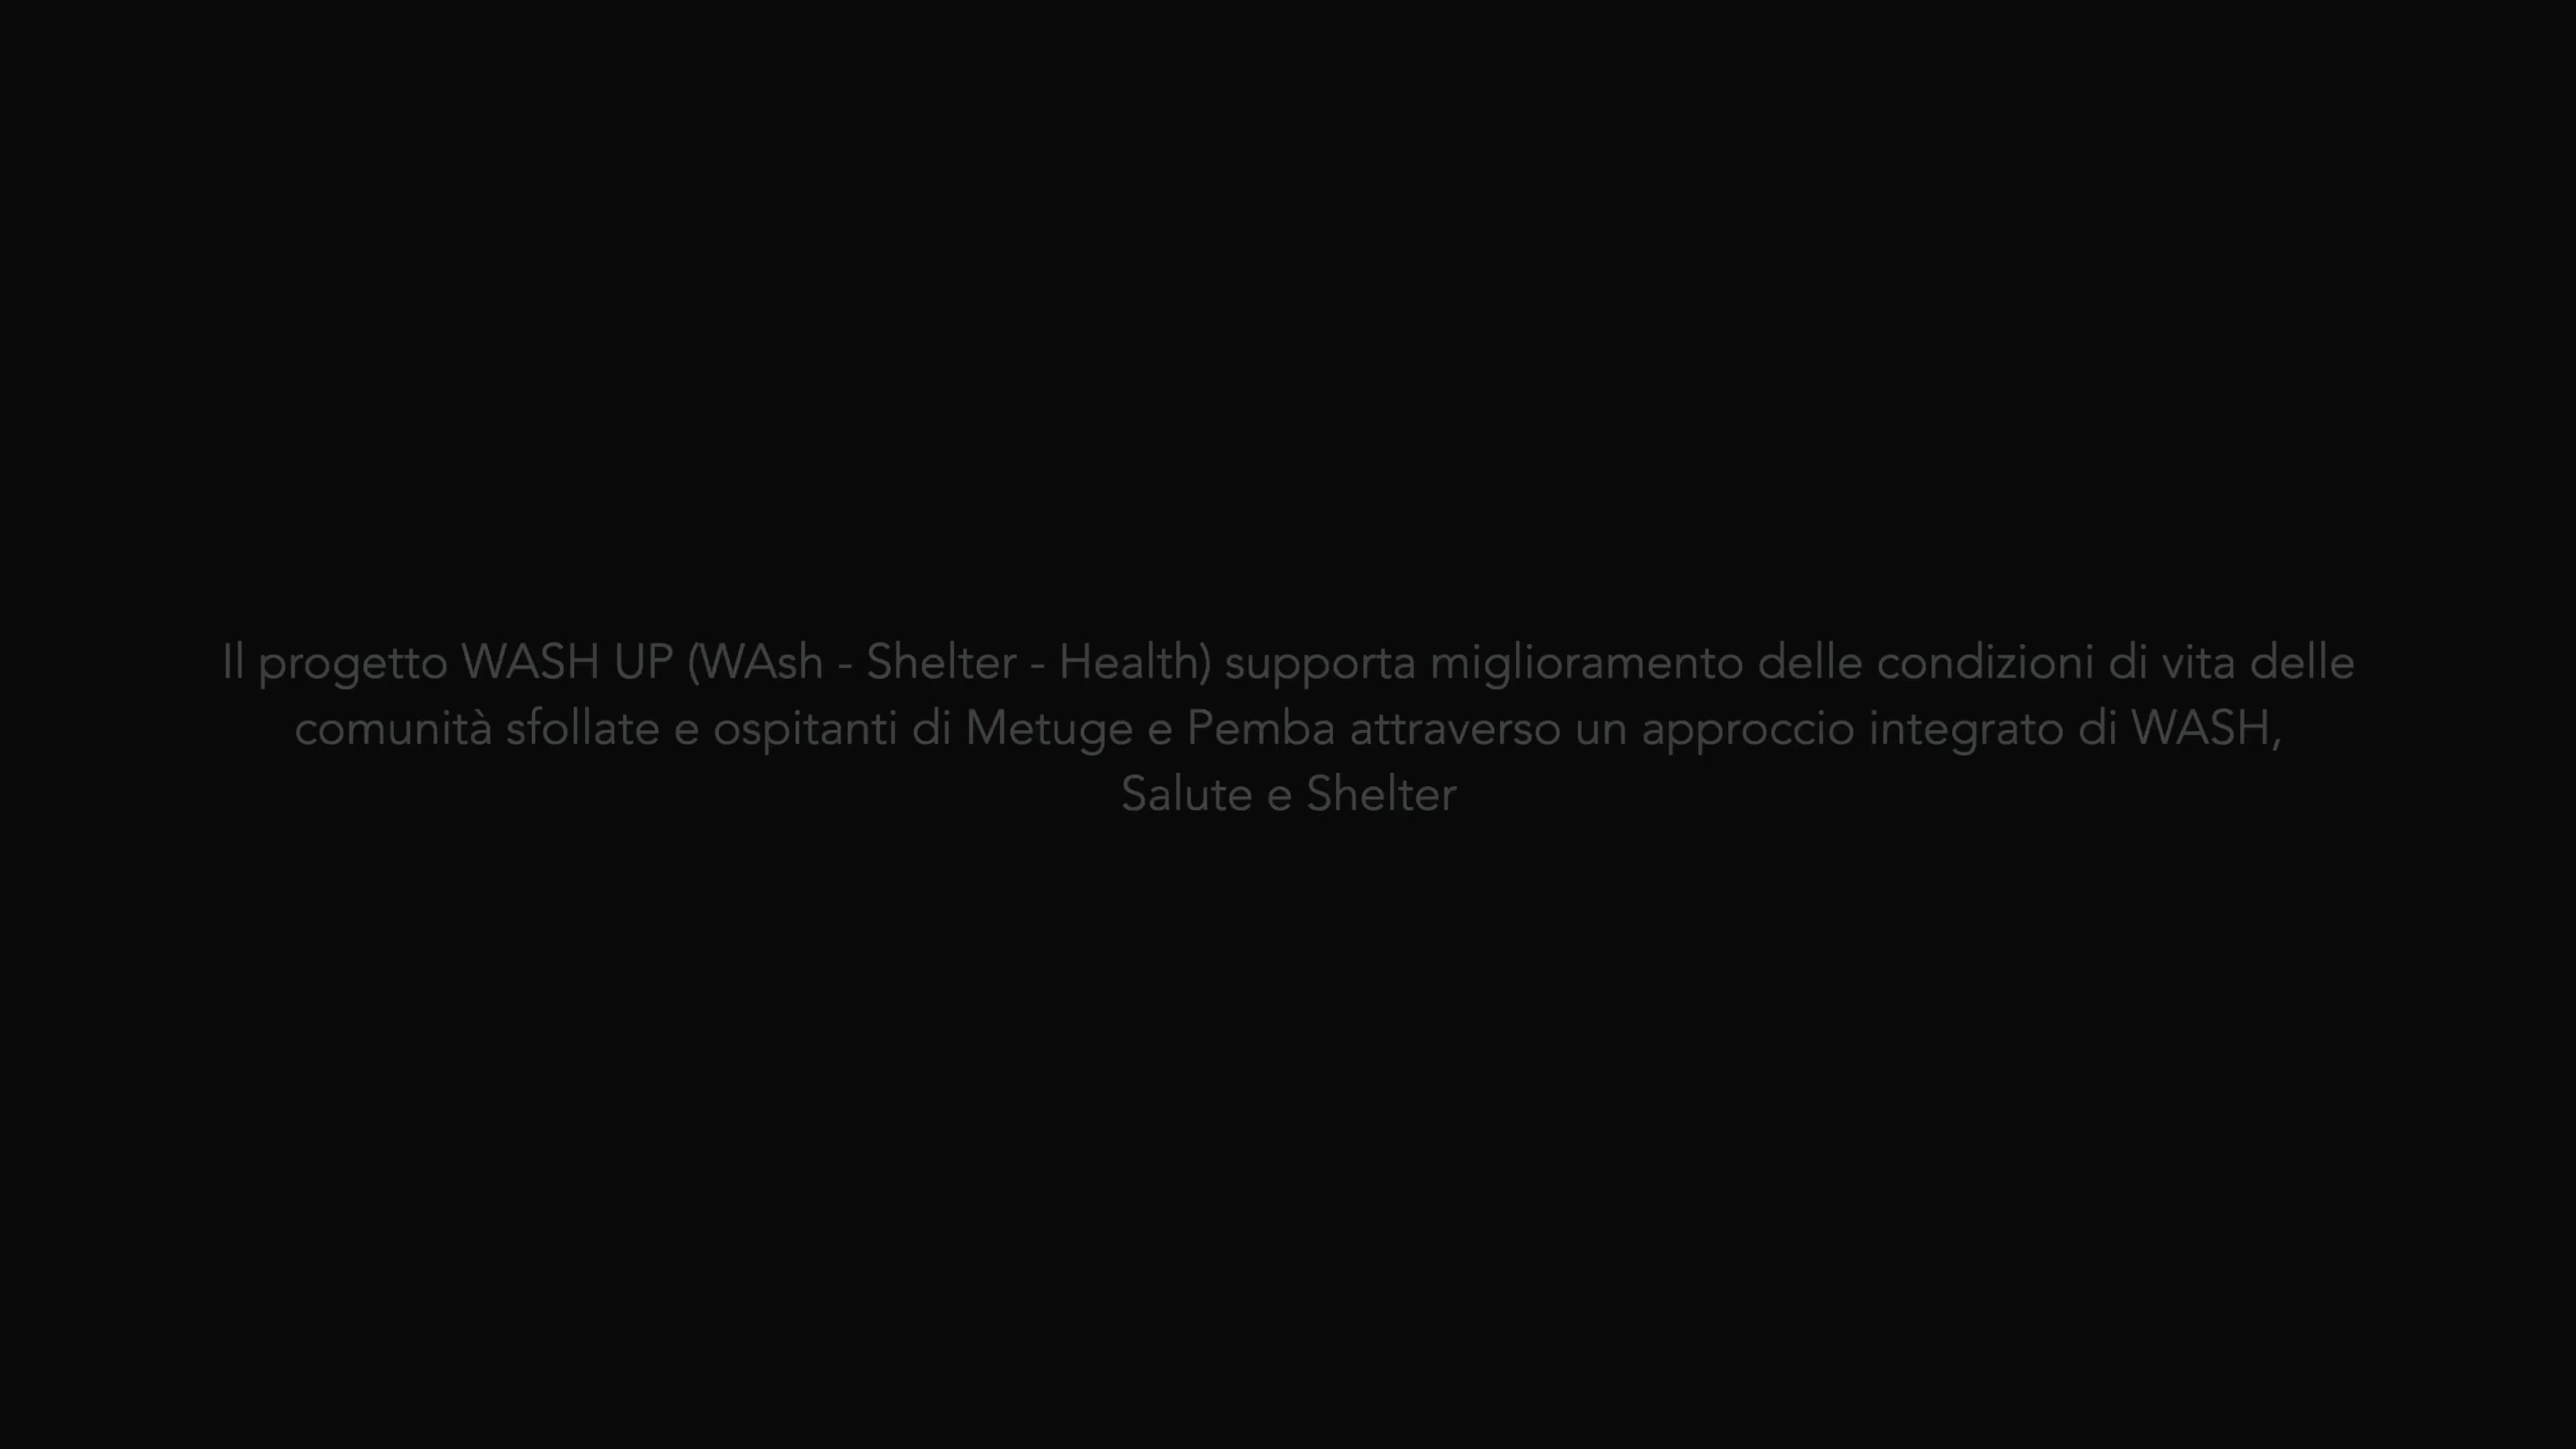 Il progetto WASH UP (WAsh - Shelter - Health) supporta miglioramento delle condizioni di vita delle
comunità sfollate e ospitanti di Metuge e Pemba attraverso un approccio integrato di WASH,
Salute e Shelter